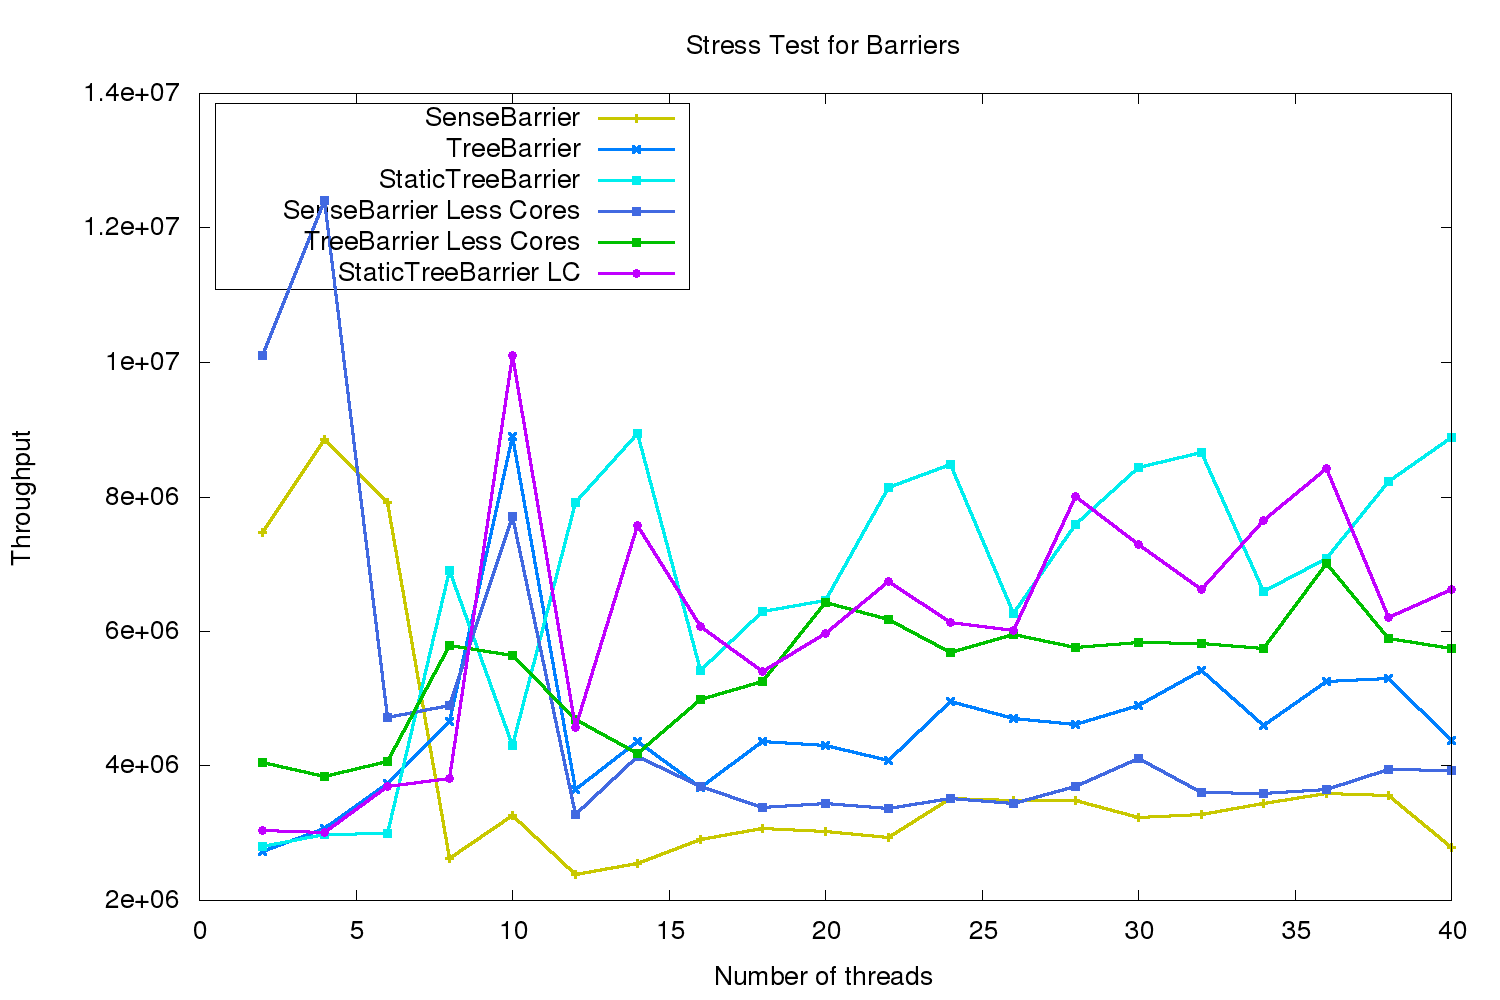 Stress Test for Barriers
1.4e+07
1.2e+07
1e+07
8e+06
6e+06
4e+06
2e+06
Throughput
SenseBarrier
TreeBarrier
StaticTreeBarrier
SenseBarrier Less Cores
TreeBarrier Less Cores
StaticTreeBarrier LC
0 5 10 15 20 25 30 35 40
Number of threads